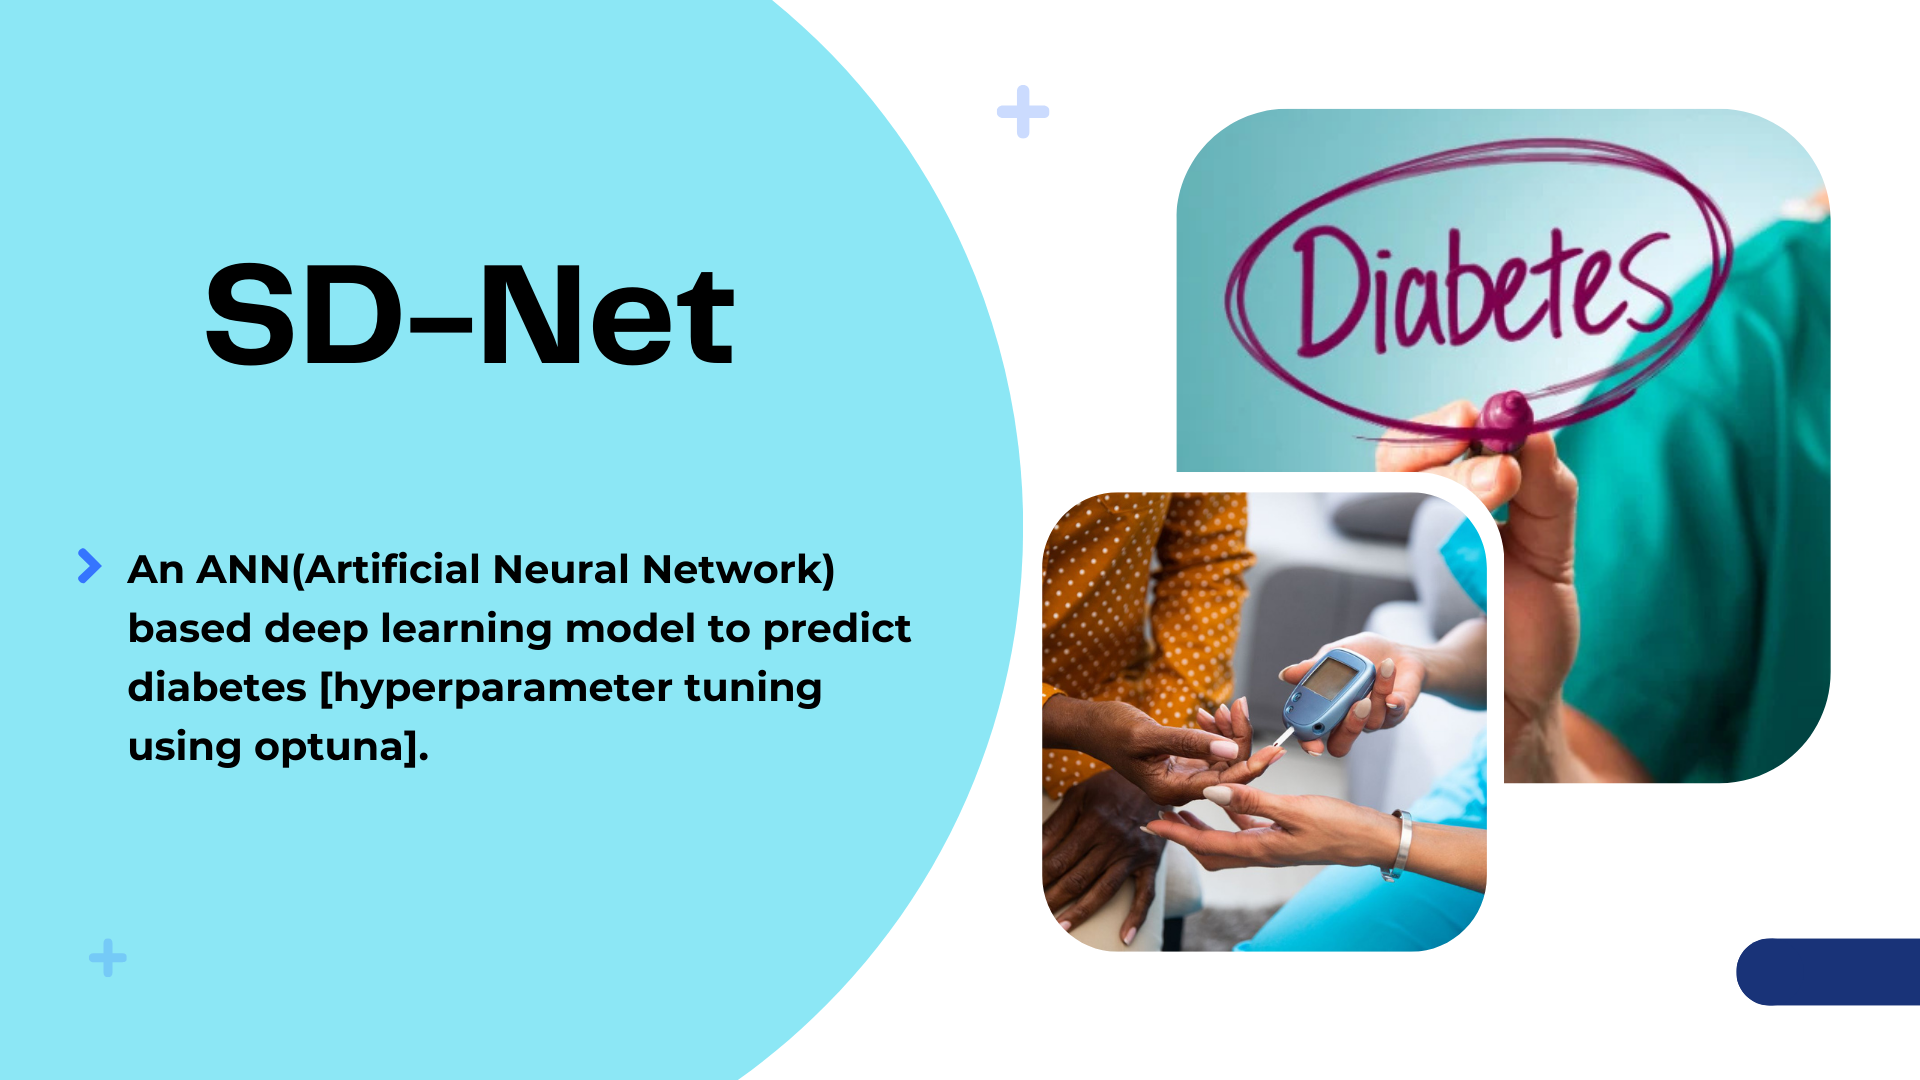 SD–Net
An ANN(Artificial Neural Network)
based deep learning model to predict
diabetes [hyperparameter tuning
using optuna].
Diabetes